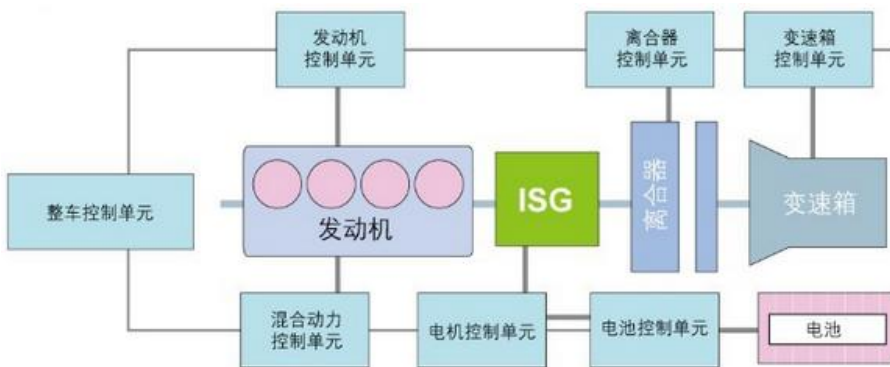 发动机
控制单元
离合器
控制单元
变速箱
控制单元
整车控制单元
发动机
ISG
离合器
变速箱
混合动力
控制单元
电机控制单元
电池控制单元
电池